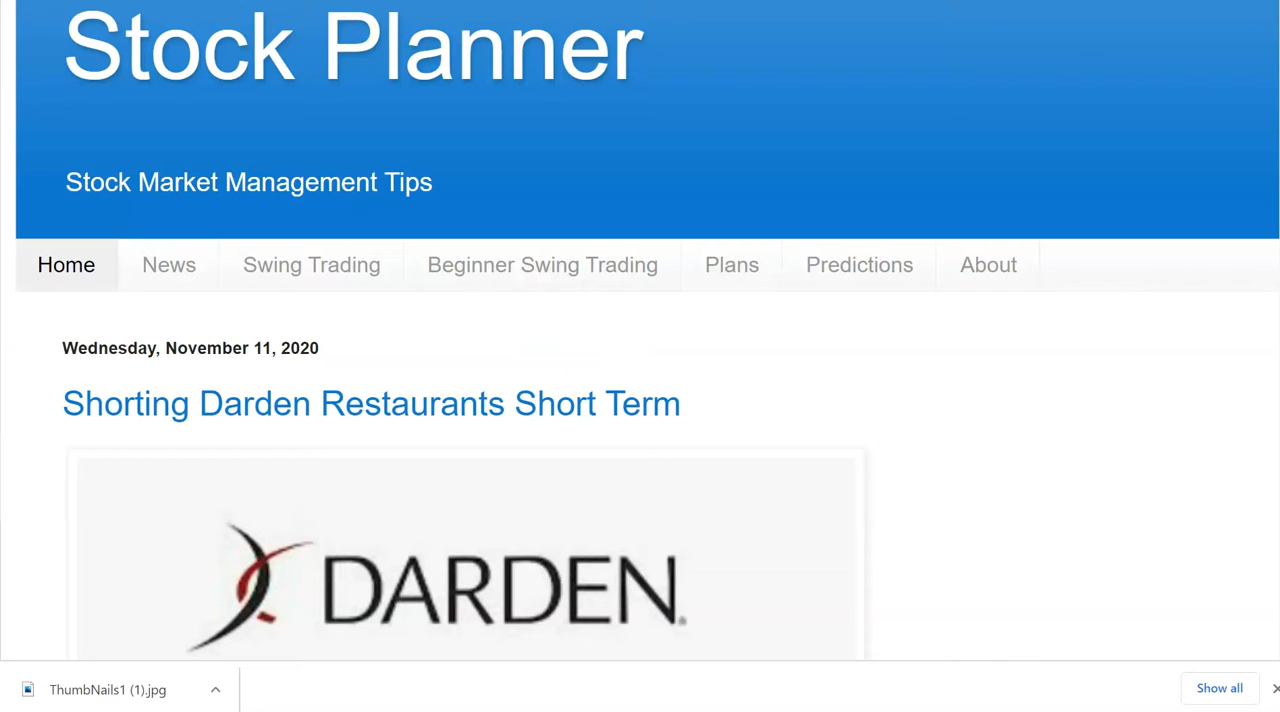 Stock Planner
Stock Market Management Tips
Home News Swing Trading Beginner Swing Trading Plans Predictions About
Wednesday, November 11, 2020
Shorting Darden Restaurants Short Term
DARDEN
ThumbNails1 (1).jpg Show all